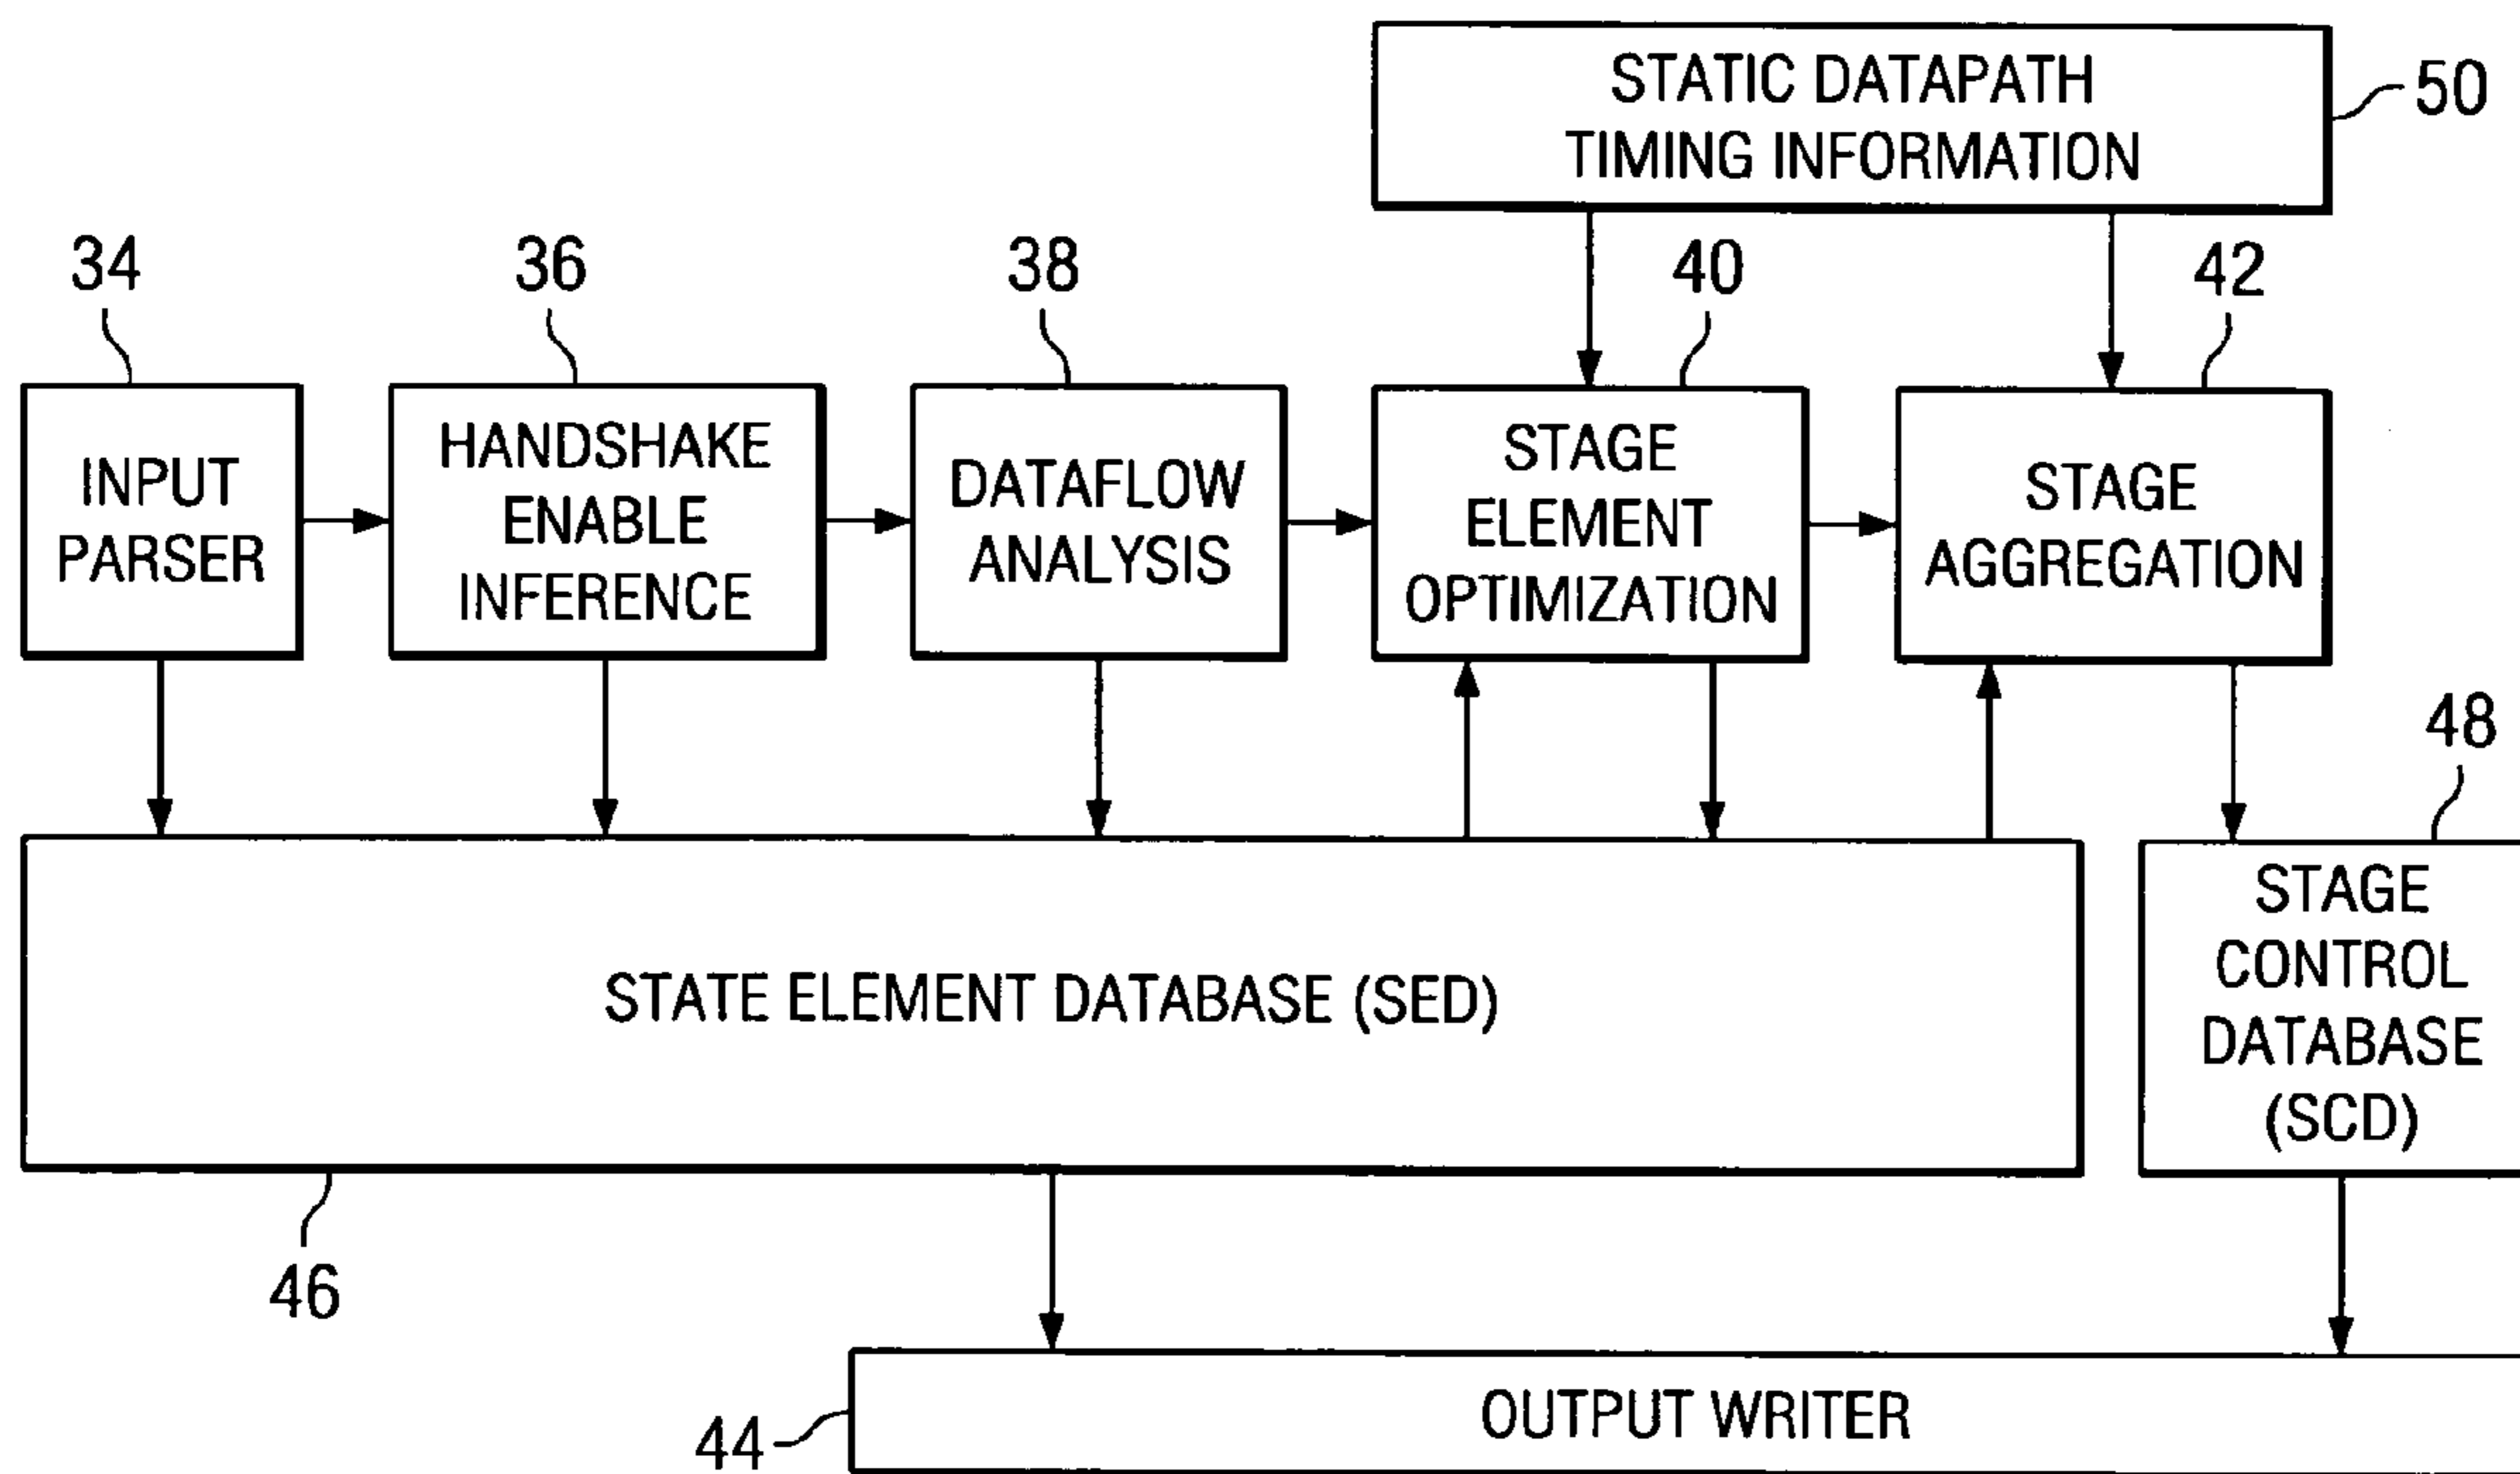 STATIC DATAPATH
TIMING INFORMATION
50
34
36
38
40
42
INPUT
PARSER
HANDSHAKE
ENABLE
INFERENCE
DATAFLOW
ANALYSIS
STAGE
ELEMENT
OPTIMIZATION
STAGE
AGGREGATION
48
STATE ELEMENT DATABASE (SED)
STAGE
CONTROL
DATABASE
(SCD)
46
44
OUTPUT WRITER